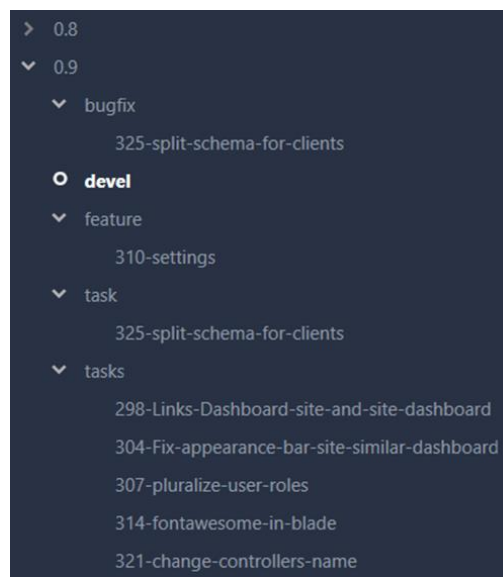 0.8
0.9
bugfix
325-split-schema-for-clients
devel
feature
310-settings
task
325-split-schema-for-clients
tasks
298-Links-Dashboard-site-and-site-dashboard
304-Fix-appearance-bar-site-similar-dashboard
307-pluralize-user-roles
314-fontawesome-in-blade
321-change-controllers-name